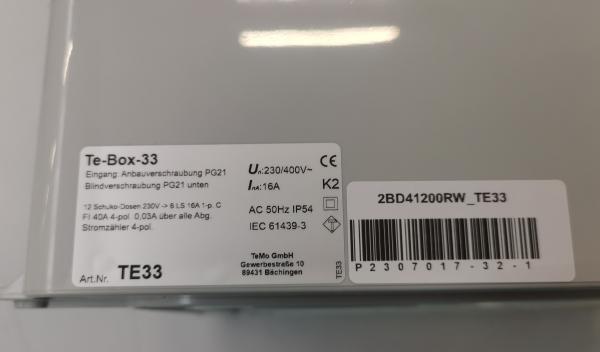 Te-Box-33
Eingang: Anbauverschraubung PG21
Blindverschraubung PG21 unten
12 Schuko-Dosen 230V -> 6 LS 16A 1-p. C
FI 40A 4-pol 0,03A über alle Abg.
Stromzähler 4-pol.
Art.Nr. TE33
Un:230/400V~
InA:16A
AC 50Hz IP54
IEC 61439-3
CE
K2
TeMo GmbH
Gewerbestraße 10
89431 Bächingen
TE33
2BD41200RW_TE33
P2307017-32-1